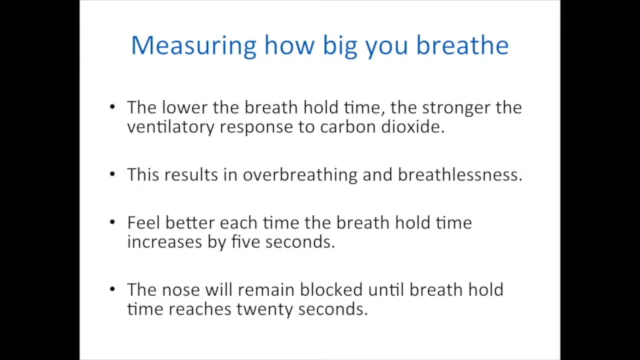 Measuring how big you breathe
• The lower the breath hold time, the stronger the
ventilatory response to carbon dioxide.
• This results in overbreathing and breathlessness.
• Feel better each time the breath hold time
increases by five seconds.
• The nose will remain blocked until breath hold
time reaches twenty seconds.